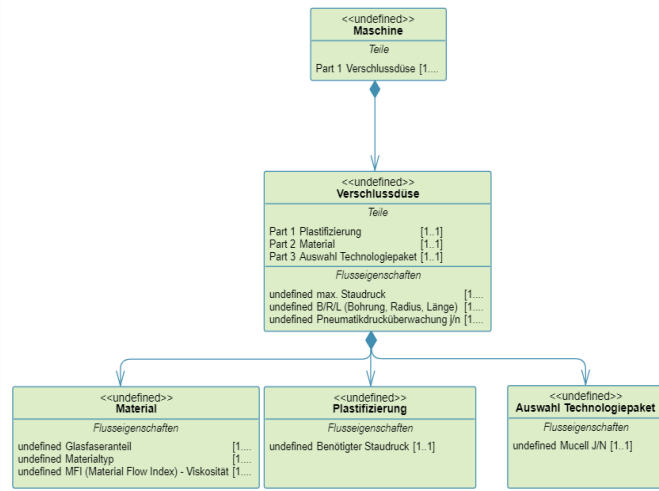 <<undefined>>
Maschine
Teile
Part 1 Verschlussdüse [1....
<<undefined>>
Verschlussdüse
Teile
Part 1 Plastifizierung [1..1]
Part 2 Material [1..1]
Part 3 Auswahl Technologiepaket [1..1]
Flusseigenschaften
undefined max. Staudruck [1....
undefined B/R/L (Bohrung, Radius, Länge) [1....
undefined Pneumatikdrucküberwachung j/n [1....
<<undefined>>
Material
Flusseigenschaften
undefined Glasfaseranteil [1....
undefined Materialtyp [1....
undefined MFI (Material Flow Index) - Viskosität [1....
<<undefined>>
Plastifizierung
Flusseigenschaften
undefined Benötigter Staudruck [1..1]
<<undefined>>
Auswahl Technologiepaket
Flusseigenschaften
undefined Mucell J/N [1..1]